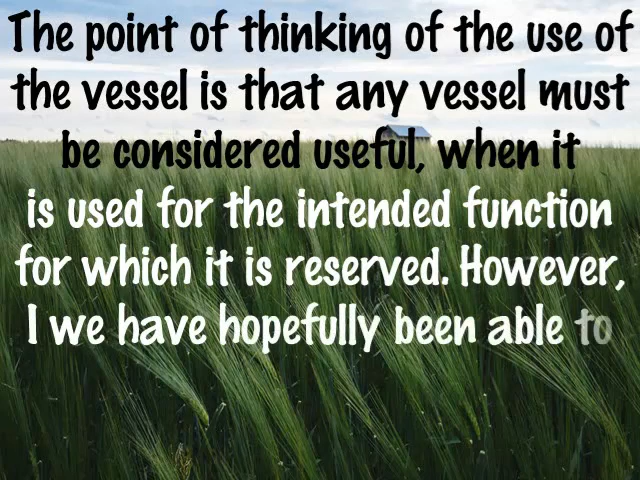 The point of thinking of the use of
the vessel is that any vessel must
be considered useful, when it
is used for the intended function
for which it is reserved. However,
I we have hopefully been able to